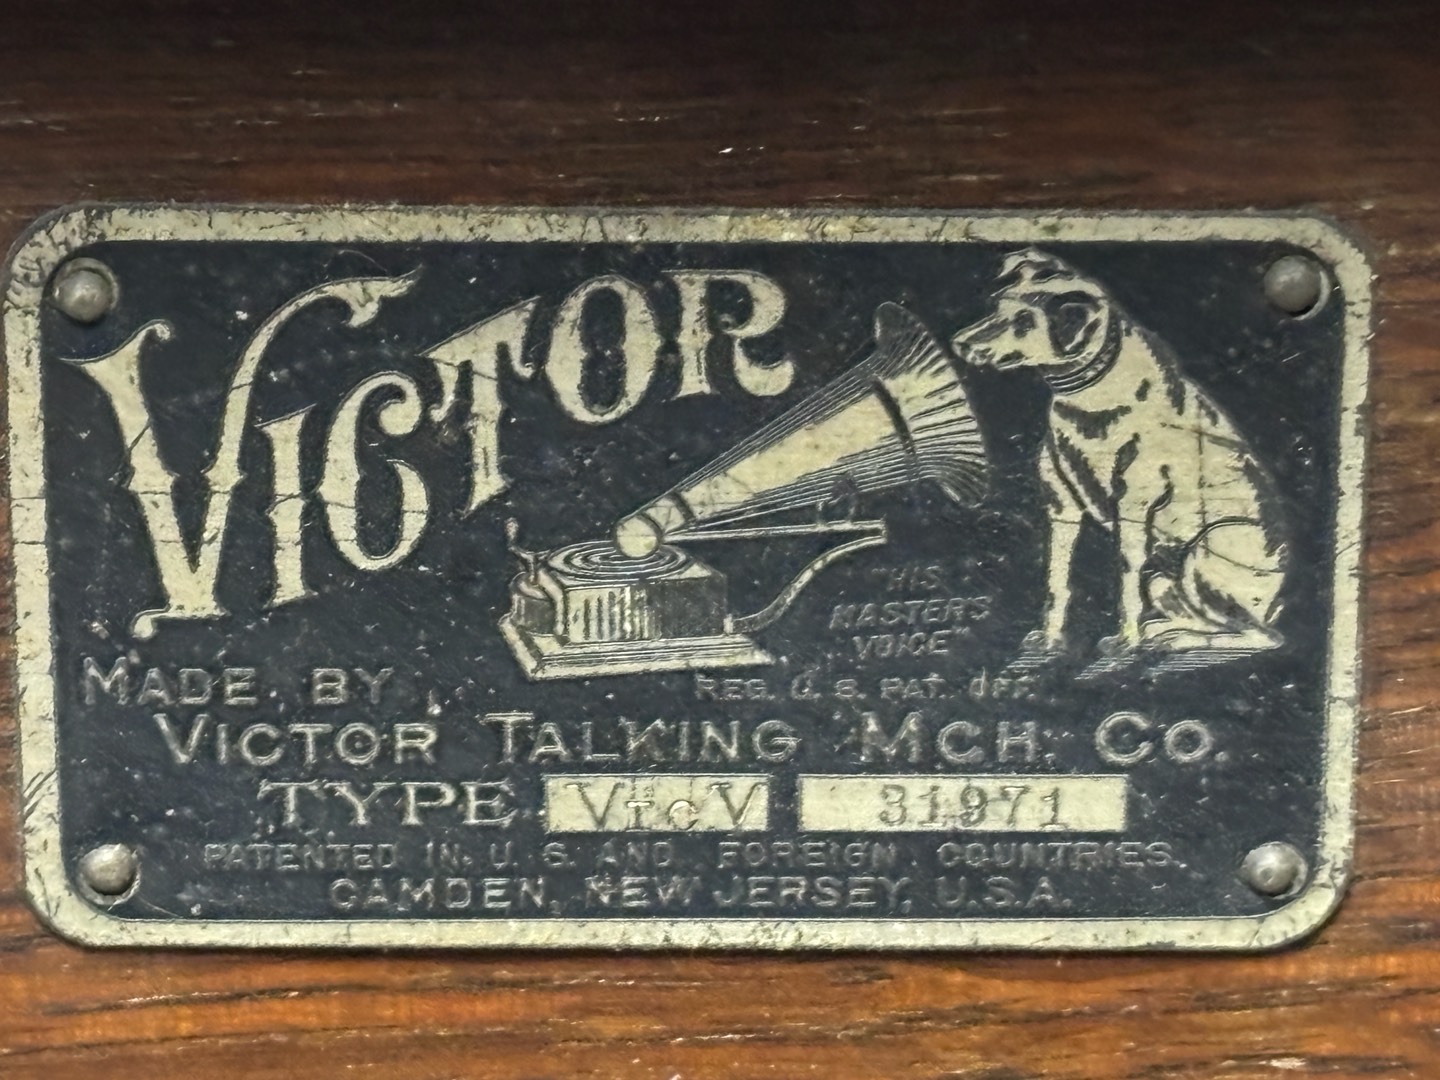 VICTOR
"HIS
MASTER'S
VOICE"
REG. U. S. PAT. OFF.
MADE BY
VICTOR TALKING MCH. CO.
TYPE VIC V 31971
PATENTED IN U. S. AND FOREIGN COUNTRIES.
CAMDEN, NEW JERSEY, U.S.A.